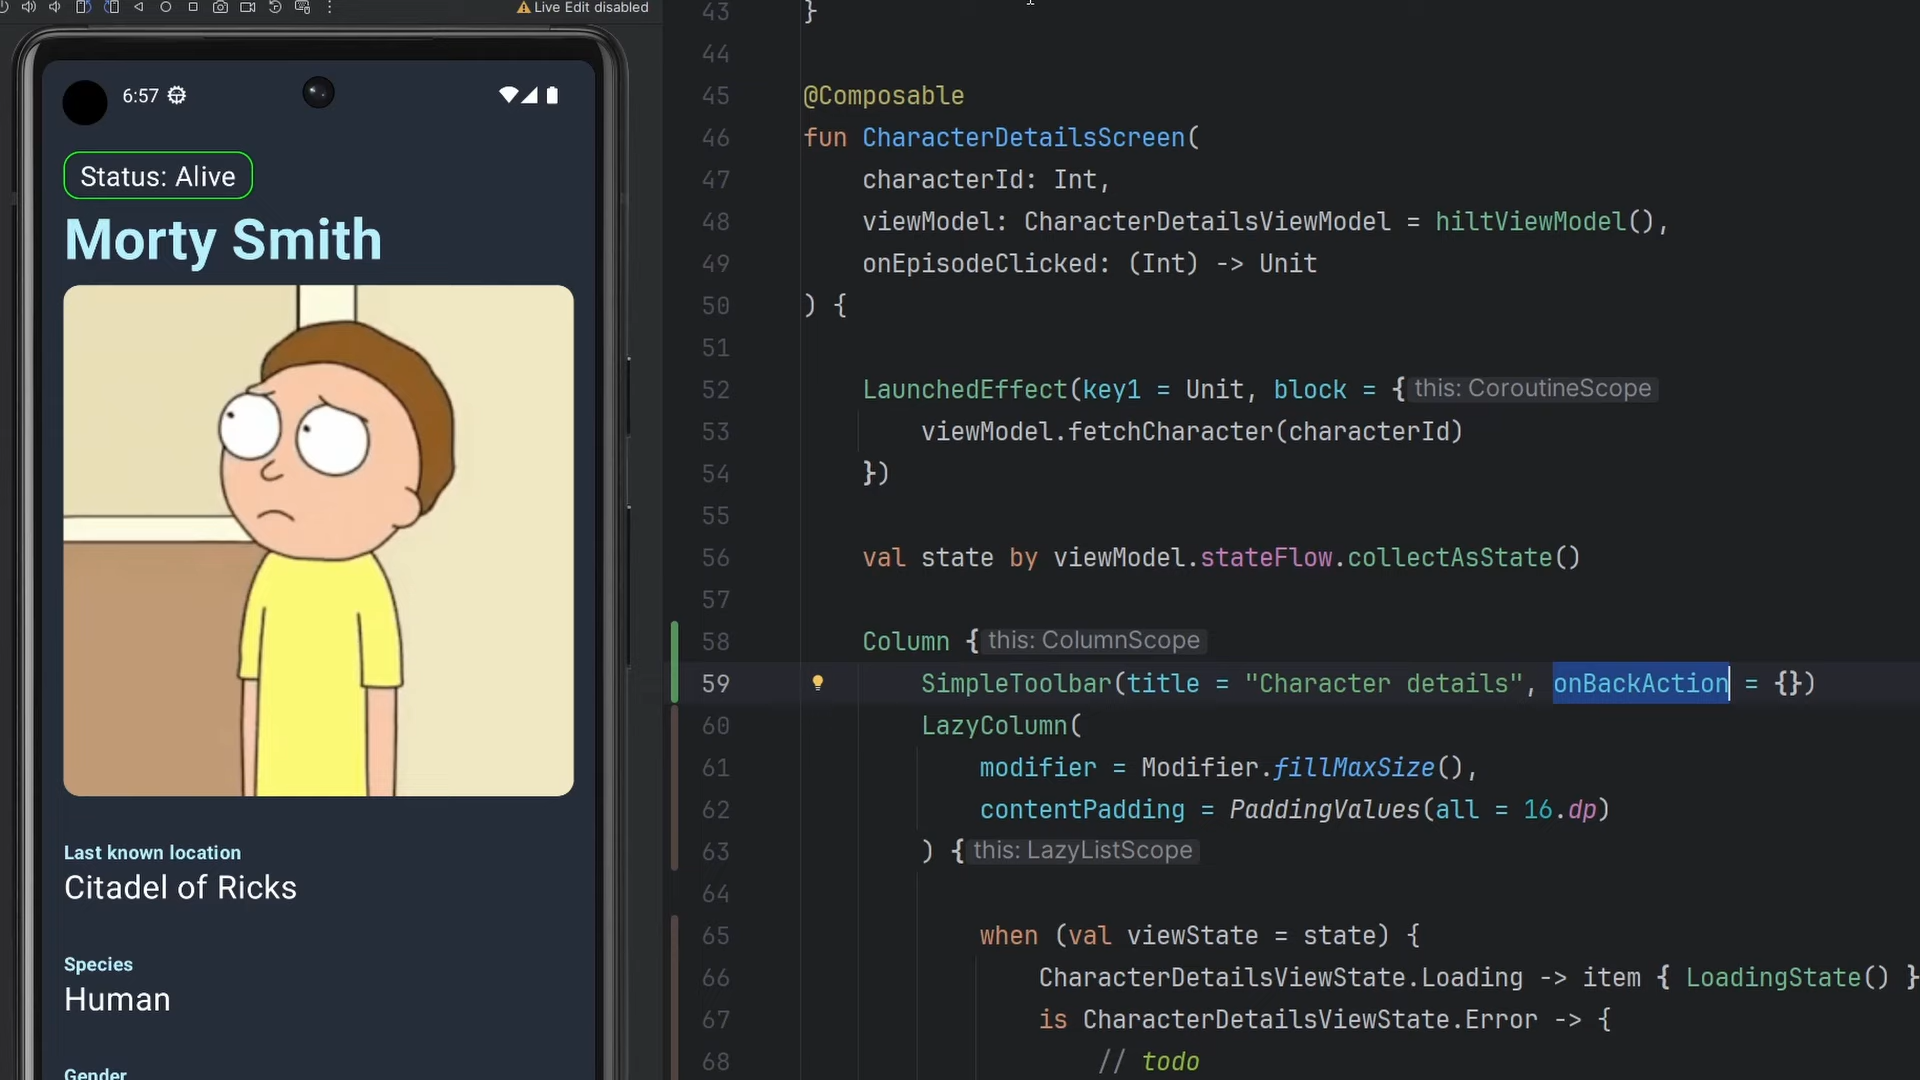 Live Edit disabled
6:57
Status: Alive
Morty Smith
Last known location
Citadel of Ricks
Species
Human
Gender
43 }
44
45 @Composable
46 fun CharacterDetailsScreen(
47 characterId: Int,
48 viewModel: CharacterDetailsViewModel = hiltViewModel(),
49 onEpisodeClicked: (Int) -> Unit
50 ) {
51
52 LaunchedEffect(key1 = Unit, block = { this: CoroutineScope
53 viewModel.fetchCharacter(characterId)
54 })
55
56 val state by viewModel.stateFlow.collectAsState()
57
58 Column { this: ColumnScope
59 SimpleToolbar(title = "Character details", onBackAction = {})
60 LazyColumn(
61 modifier = Modifier.fillMaxSize(),
62 contentPadding = PaddingValues(all = 16.dp)
63 ) { this: LazyListScope
64
65 when (val viewState = state) {
66 CharacterDetailsViewState.Loading -> item { LoadingState() }
67 is CharacterDetailsViewState.Error -> {
68 // todo